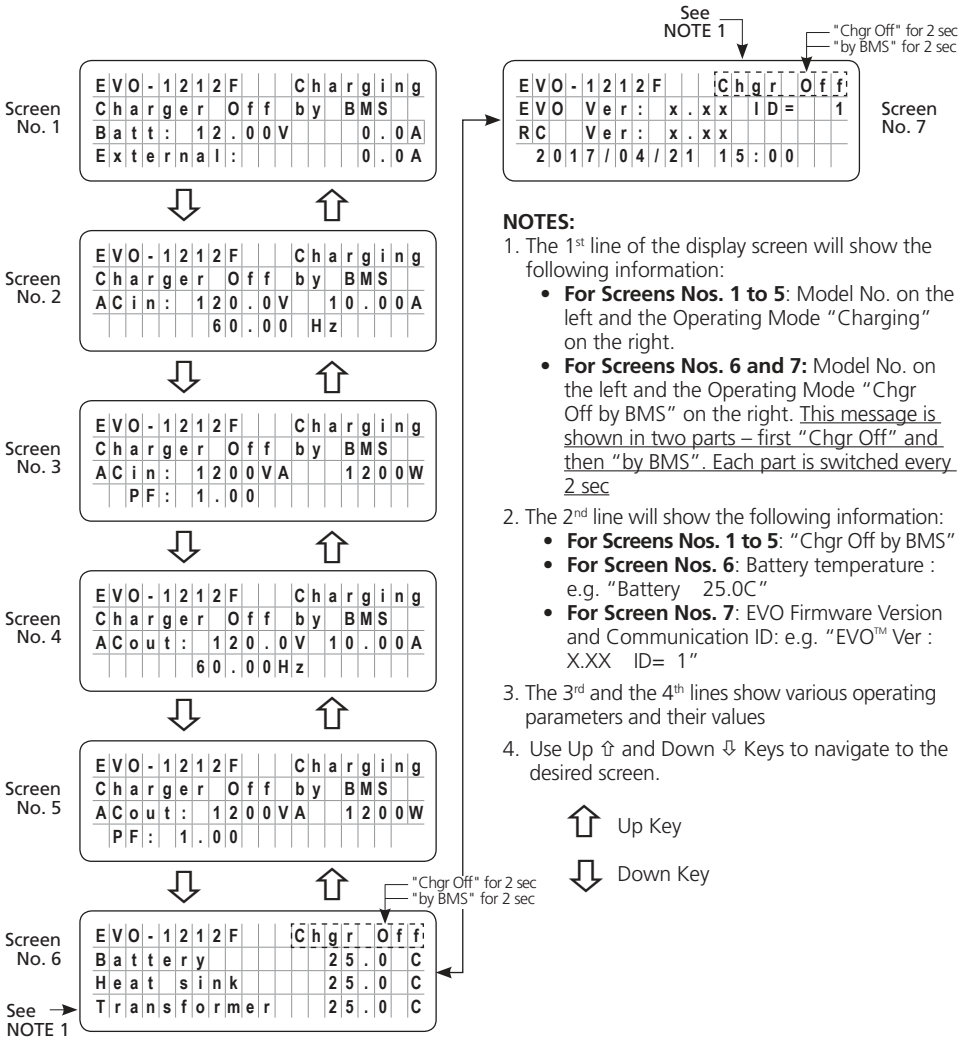 Screen No. 1
EVO-1212F Charging
Charger Off by BMS
Batt: 12.00V 0.0A
External: 0.0A
Screen No. 2
EVO-1212F Charging
Charger Off by BMS
ACin: 120.0V 10.00A
60.00 Hz
Screen No. 3
EVO-1212F Charging
Charger Off by BMS
ACin: 1200VA 1200W
PF: 1.00
Screen No. 4
EVO-1212F Charging
Charger Off by BMS
ACout: 120.0V 10.00A
60.00Hz
Screen No. 5
EVO-1212F Charging
Charger Off by BMS
ACout: 1200VA 1200W
PF: 1.00
"Chgr Off" for 2 sec
"by BMS" for 2 sec
Screen No. 6
EVO-1212F Chgr Off
Battery 25.0 C
Heat sink 25.0 C
Transformer 25.0 C
See NOTE 1
See NOTE 1
"Chgr Off" for 2 sec
"by BMS" for 2 sec
EVO-1212F Chgr Off
EVO Ver: x.xx ID= 1
RC Ver: x.xx
2017/04/21 15:00
Screen No. 7
NOTES:
1. The 1st line of the display screen will show the
following information:
• For Screens Nos. 1 to 5: Model No. on the
left and the Operating Mode “Charging”
on the right.
• For Screens Nos. 6 and 7: Model No. on
the left and the Operating Mode “Chgr
Off by BMS” on the right. This message is
shown in two parts – first “Chgr Off” and
then “by BMS”. Each part is switched every
2 sec
2. The 2nd line will show the following information:
• For Screens Nos. 1 to 5: “Chgr Off by BMS”
• For Screen Nos. 6: Battery temperature :
e.g. “Battery 25.0C”
• For Screen Nos. 7: EVO Firmware Version
and Communication ID: e.g. “EVO™ Ver :
X.XX ID= 1”
3. The 3rd and the 4th lines show various operating
parameters and their values
4. Use Up ⇧ and Down ⇩ Keys to navigate to the
desired screen.
⇧ Up Key
⇩ Down Key